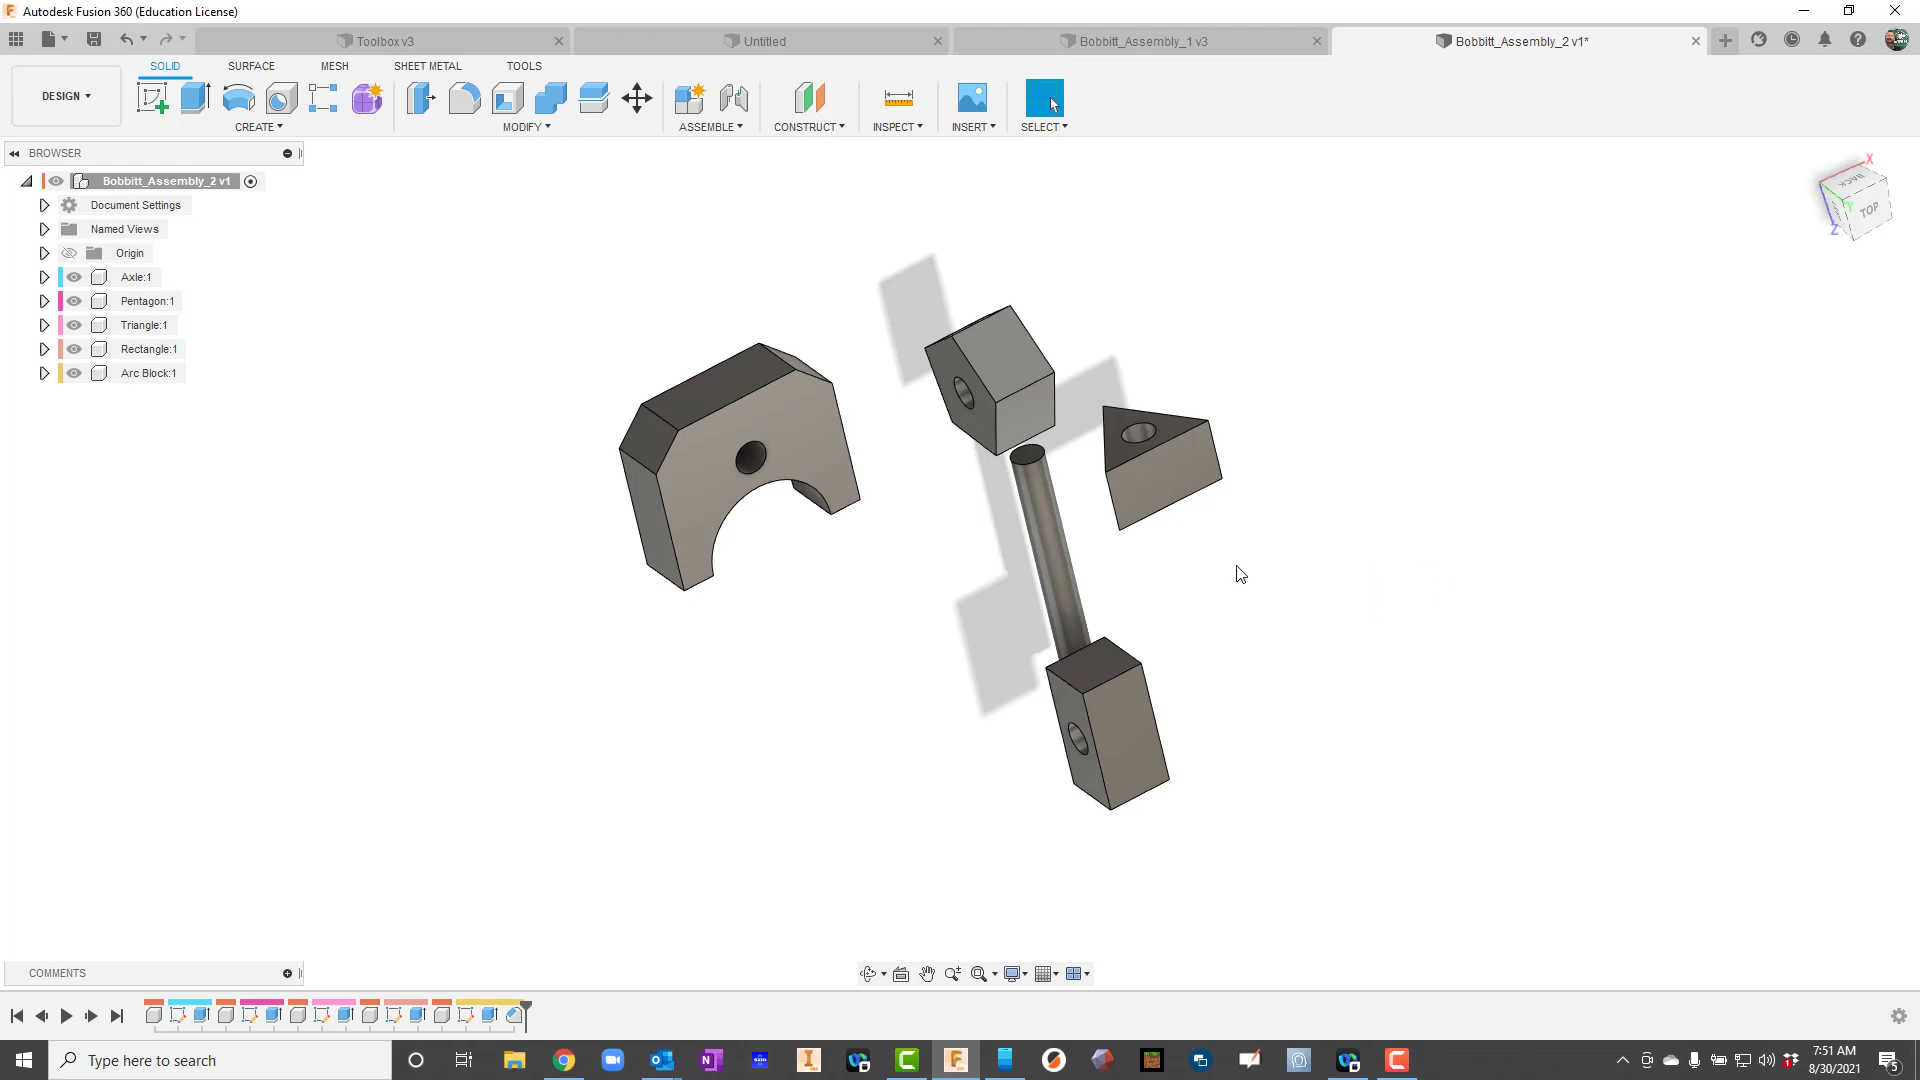 Autodesk Fusion 360 (Education License)
Toolbox v3
Untitled
Bobbitt_Assembly_1 v3
Bobbitt_Assembly_2 v1*
SOLID
SURFACE
MESH
SHEET METAL
TOOLS
DESIGN
CREATE
MODIFY
ASSEMBLE
CONSTRUCT
INSPECT
INSERT
SELECT
BROWSER
Bobbitt_Assembly_2 v1
Document Settings
Named Views
Origin
Axle:1
Pentagon:1
Triangle:1
Rectangle:1
Arc Block:1
X
BACK
Y
TOP
Z
COMMENTS
Type here to search
7:51 AM
8/30/2021
5